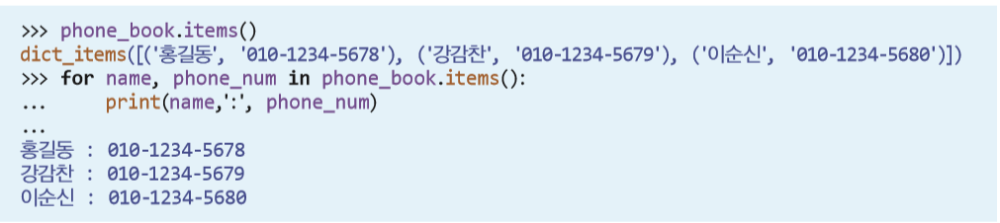 >>> phone_book.items()
dict_items([('홍길동', '010-1234-5678'), ('강감찬', '010-1234-5679'), ('이순신', '010-1234-5680')])
>>> for name, phone_num in phone_book.items():
...     print(name,':', phone_num)
...
홍길동 : 010-1234-5678
강감찬 : 010-1234-5679
이순신 : 010-1234-5680